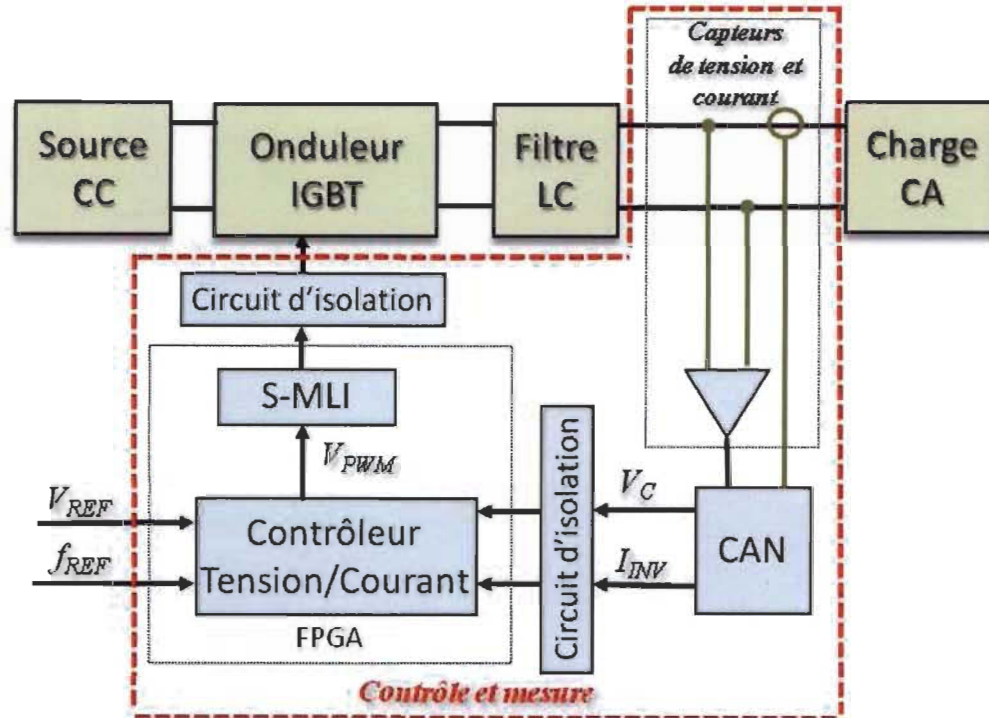 Capteurs
de tension et
courant
Source
CC
Onduleur
IGBT
Filtre
LC
Charge
CA
Circuit d'isolation
S-MLI
V_PWM
V_REF
f_REF
Contrôleur
Tension/Courant
FPGA
Circuit d'isolation
V_C
I_INV
CAN
Contrôle et mesure